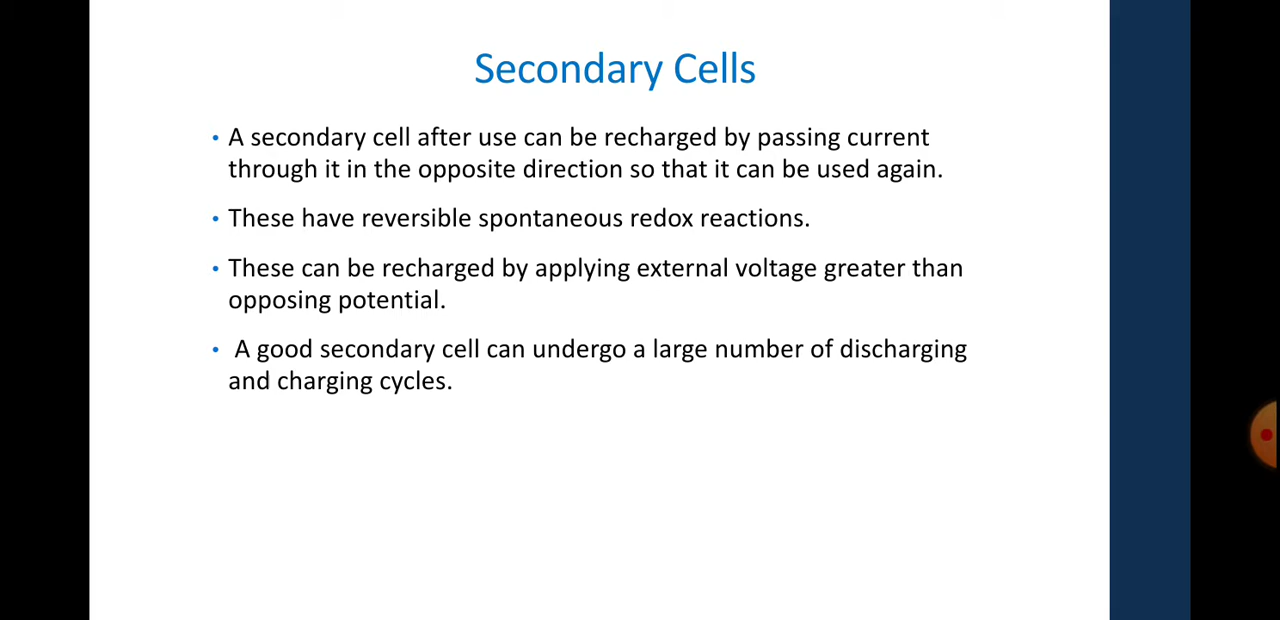 Secondary Cells
• A secondary cell after use can be recharged by passing current
through it in the opposite direction so that it can be used again.
• These have reversible spontaneous redox reactions.
• These can be recharged by applying external voltage greater than
opposing potential.
• A good secondary cell can undergo a large number of discharging
and charging cycles.